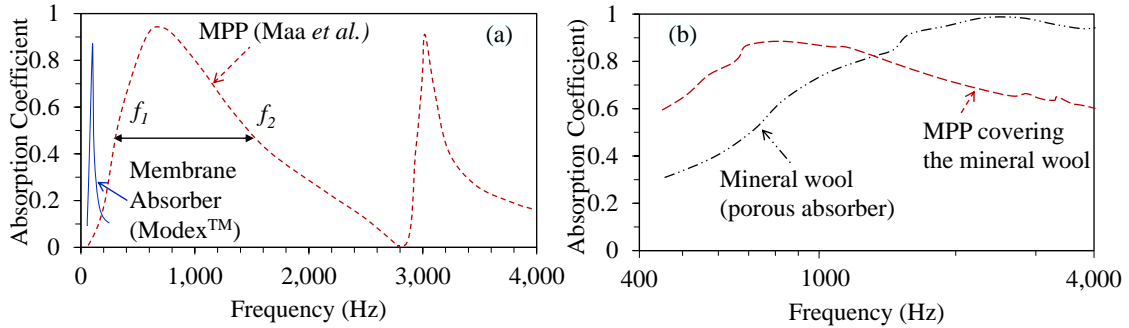 1
0.8
0.6
0.4
0.2
0
Absorption Coefficient
0
1,000
2,000
3,000
4,000
Frequency (Hz)
(a)
MPP (Maa et al.)
f1
f2
Membrane
Absorber
(Modex™)
1
0.8
0.6
0.4
0.2
0
Absorption Coefficient)
400
1000
4,000
Frequency (Hz)
(b)
MPP covering
the mineral wool
Mineral wool
(porous absorber)